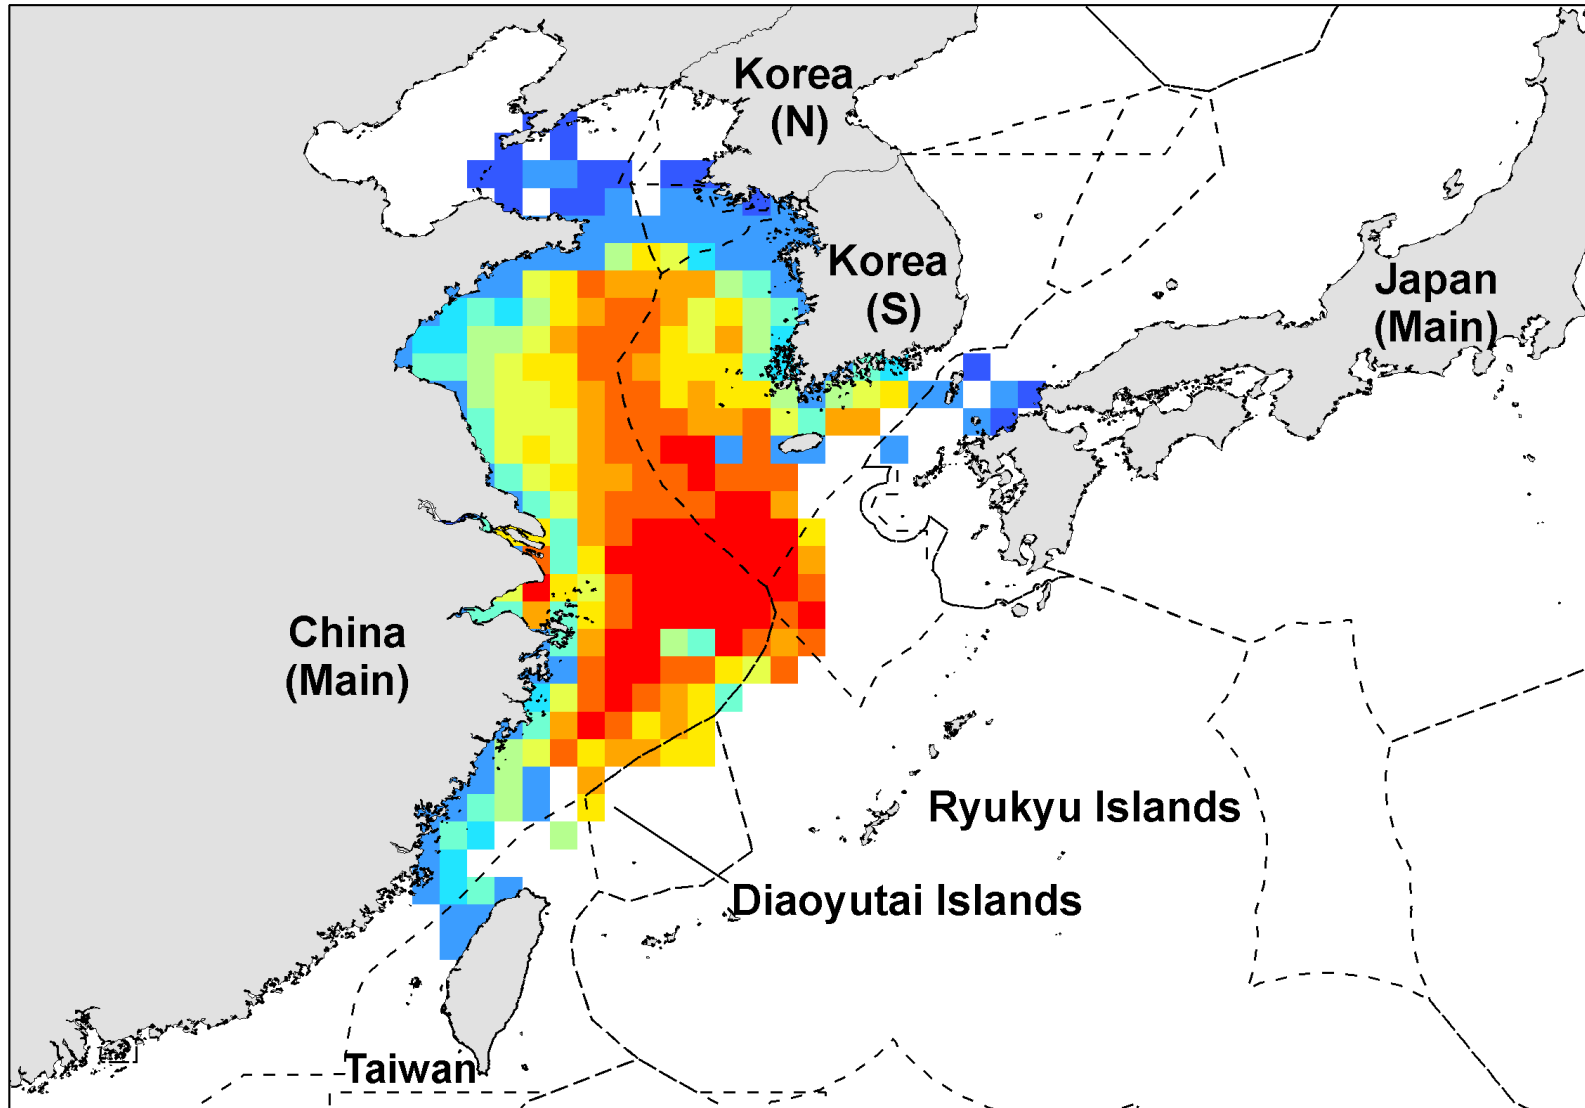 Korea
(N)
Korea
(S)
Japan
(Main)
China
(Main)
Ryukyu Islands
Diaoyutai Islands
Taiwan